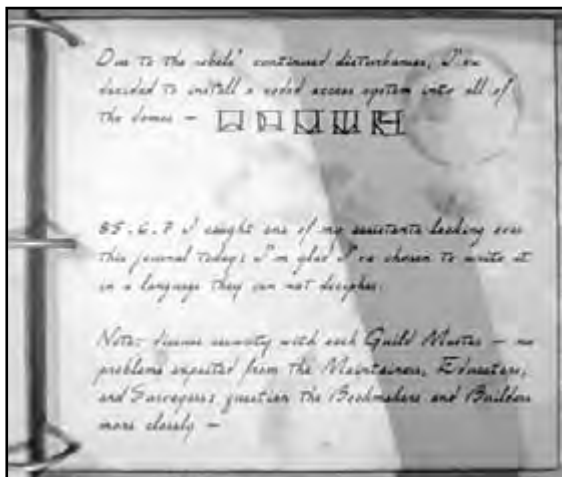 Due to the rebels' continued disturbances, I've
decided to install a coded access system into all of
the domes –
85.6.7 I caught one of my assistants looking over
this journal today; I'm glad I've chosen to write it
in a language they can not decipher.
Note: discuss security with each Guild Master – no
problems expected from the Maintainers, Educators,
and Surveyors; question the Bookmakers and Builders
more closely –